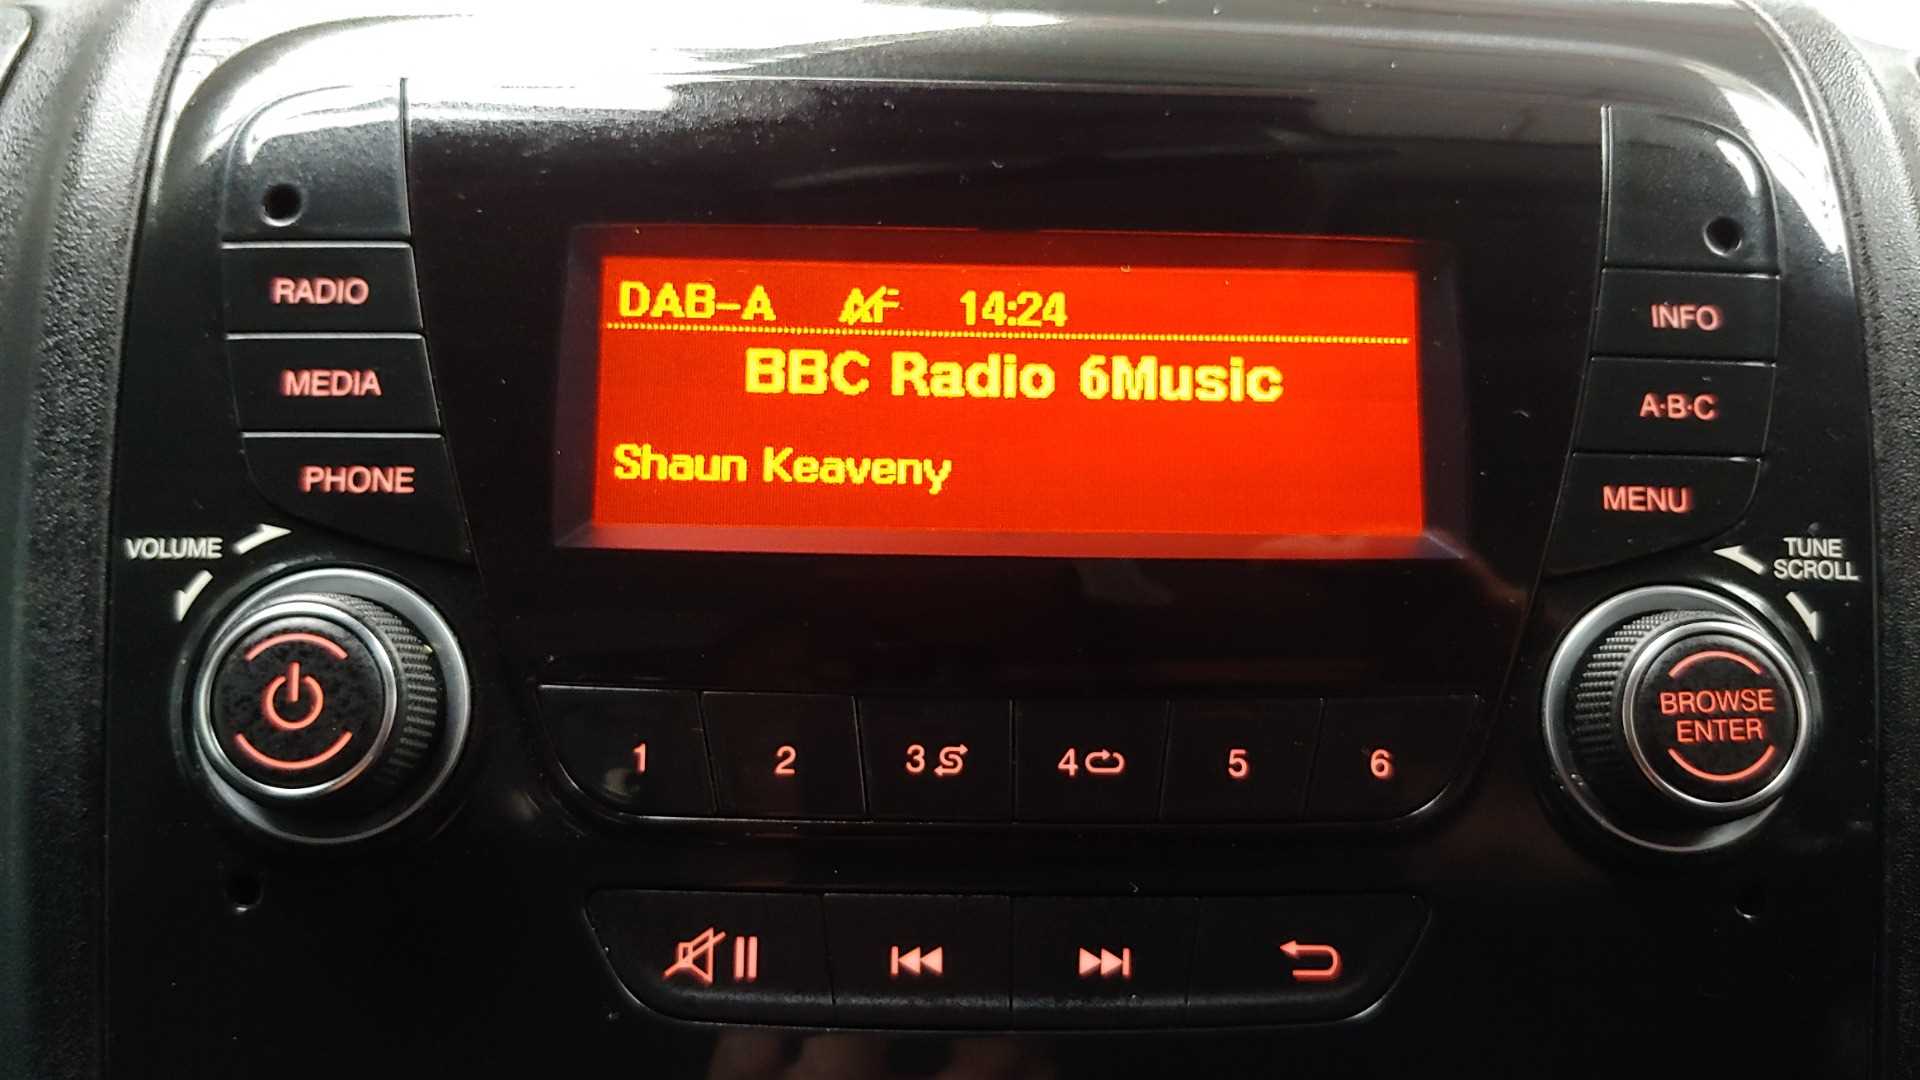 DAB-A AF 14:24
BBC Radio 6Music
Shaun Keaveny
RADIO
MEDIA
PHONE
VOLUME
INFO
A·B·C
MENU
TUNE
SCROLL
BROWSE
ENTER
1 2 3 4 5 6